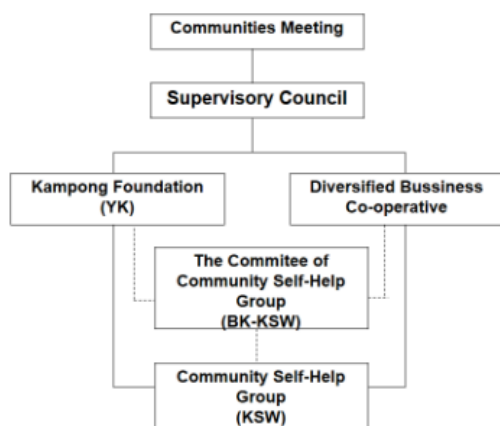 Communities Meeting
Supervisory Council
Kampong Foundation
(YK)
Diversified Bussiness
Co-operative
The Commitee of
Community Self-Help
Group
(BK-KSW)
Community Self-Help
Group
(KSW)